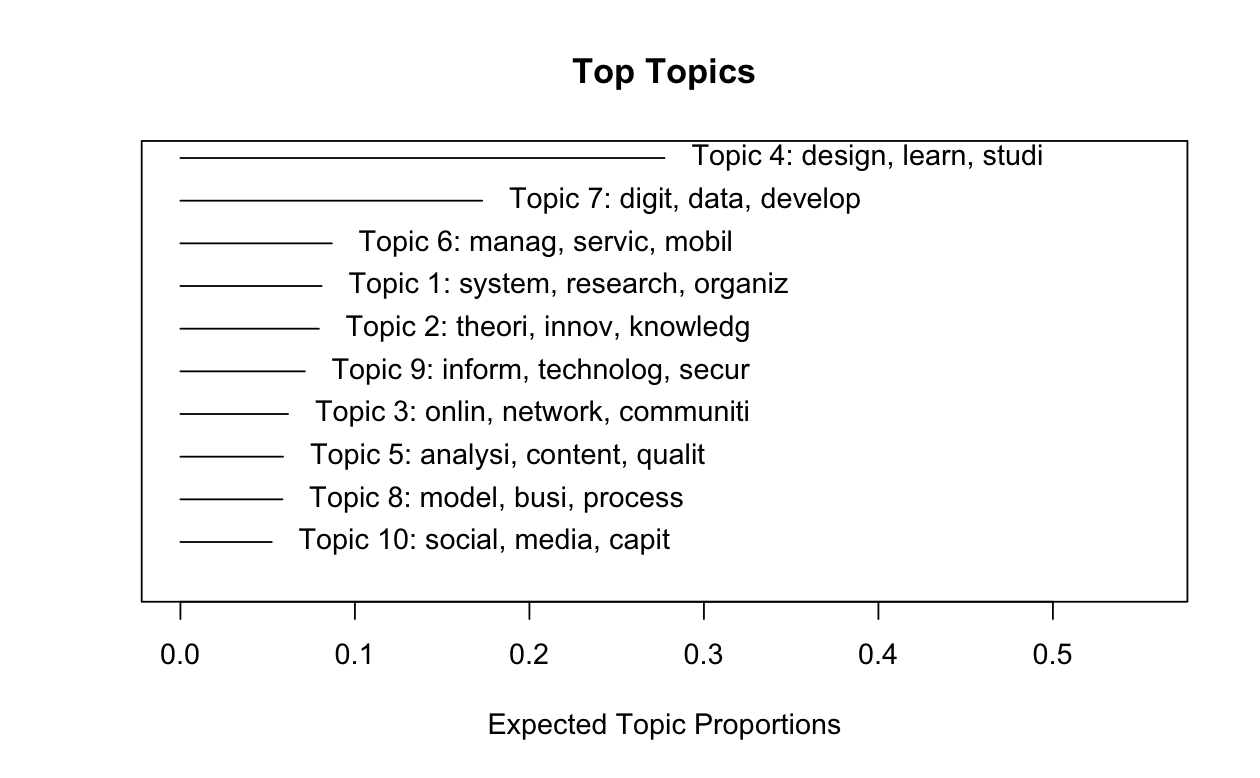 Top Topics
Topic 4: design, learn, studi
Topic 7: digit, data, develop
Topic 6: manag, servic, mobil
Topic 1: system, research, organiz
Topic 2: theori, innov, knowledg
Topic 9: inform, technolog, secur
Topic 3: onlin, network, communiti
Topic 5: analysi, content, qualit
Topic 8: model, busi, process
Topic 10: social, media, capit
0.0 0.1 0.2 0.3 0.4 0.5
Expected Topic Proportions